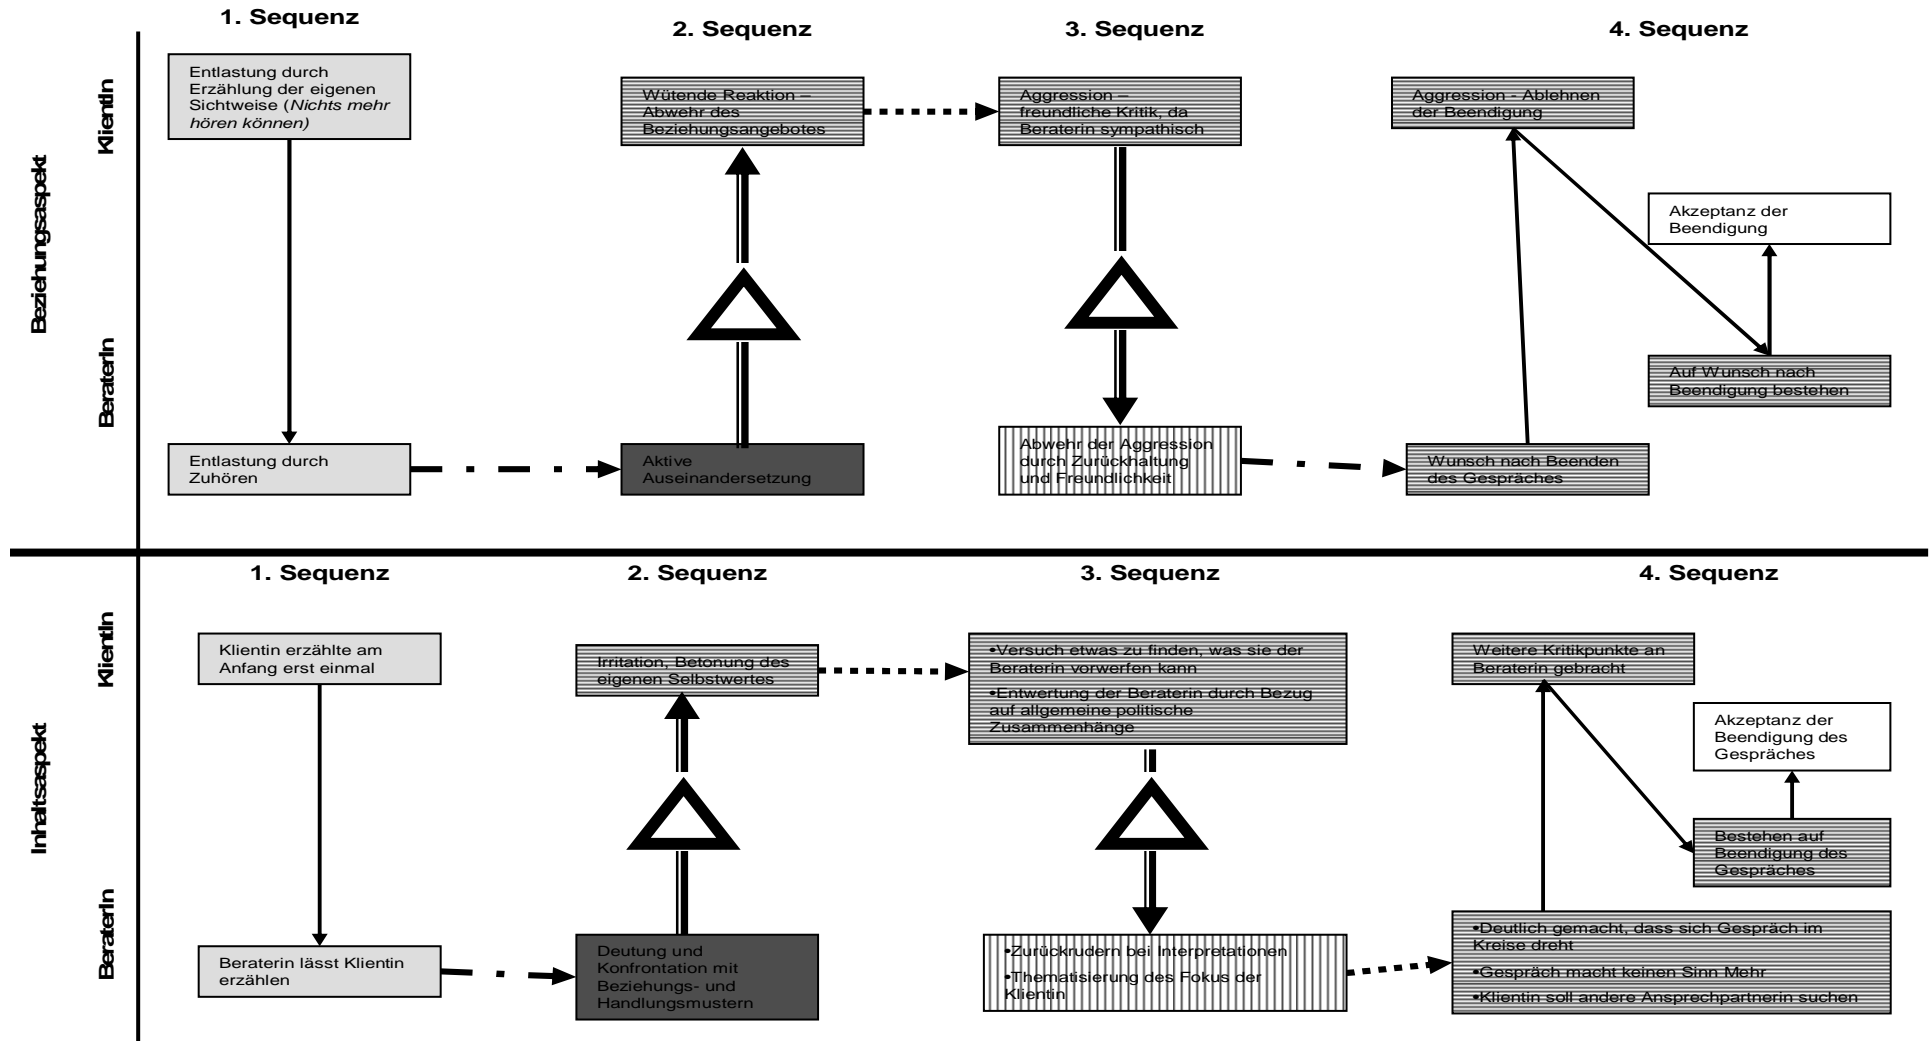 1. Sequenz
2. Sequenz
3. Sequenz
4. Sequenz
Beziehungsaspekt
KlientIn
BeraterIn
Entlastung durch
Erzählung der eigenen
Sichtweise (Nichts mehr
hören können)
Wütende Reaktion –
Abwehr des
Beziehungsangebotes
Aggression –
freundliche Kritik, da
Beraterin sympathisch
Aggression - Ablehnen
der Beendigung
Akzeptanz der
Beendigung
Auf Wunsch nach
Beendigung bestehen
Entlastung durch
Zuhören
Aktive
Auseinandersetzung
Abwehr der Aggression
durch Zurückhaltung
und Freundlichkeit
Wunsch nach Beenden
des Gespräches
1. Sequenz
2. Sequenz
3. Sequenz
4. Sequenz
Inhaltsaspekt
KlientIn
BeraterIn
Klientin erzählte am
Anfang erst einmal
Irritation, Betonung des
eigenen Selbstwertes
•Versuch etwas zu finden, was sie der
Beraterin vorwerfen kann
•Entwertung der Beraterin durch Bezug
auf allgemeine politische
Zusammenhänge
Weitere Kritikpunkte an
Beraterin gebracht
Akzeptanz der
Beendigung des
Gespräches
Bestehen auf
Beendigung des
Gespräches
Beraterin lässt Klientin
erzählen
Deutung und
Konfrontation mit
Beziehungs- und
Handlungsmustern
•Zurückrudern bei Interpretationen
•Thematisierung des Fokus der
Klientin
•Deutlich gemacht, dass sich Gespräch im
Kreise dreht
•Gespräch macht keinen Sinn Mehr
•Klientin soll andere Ansprechpartnerin suchen